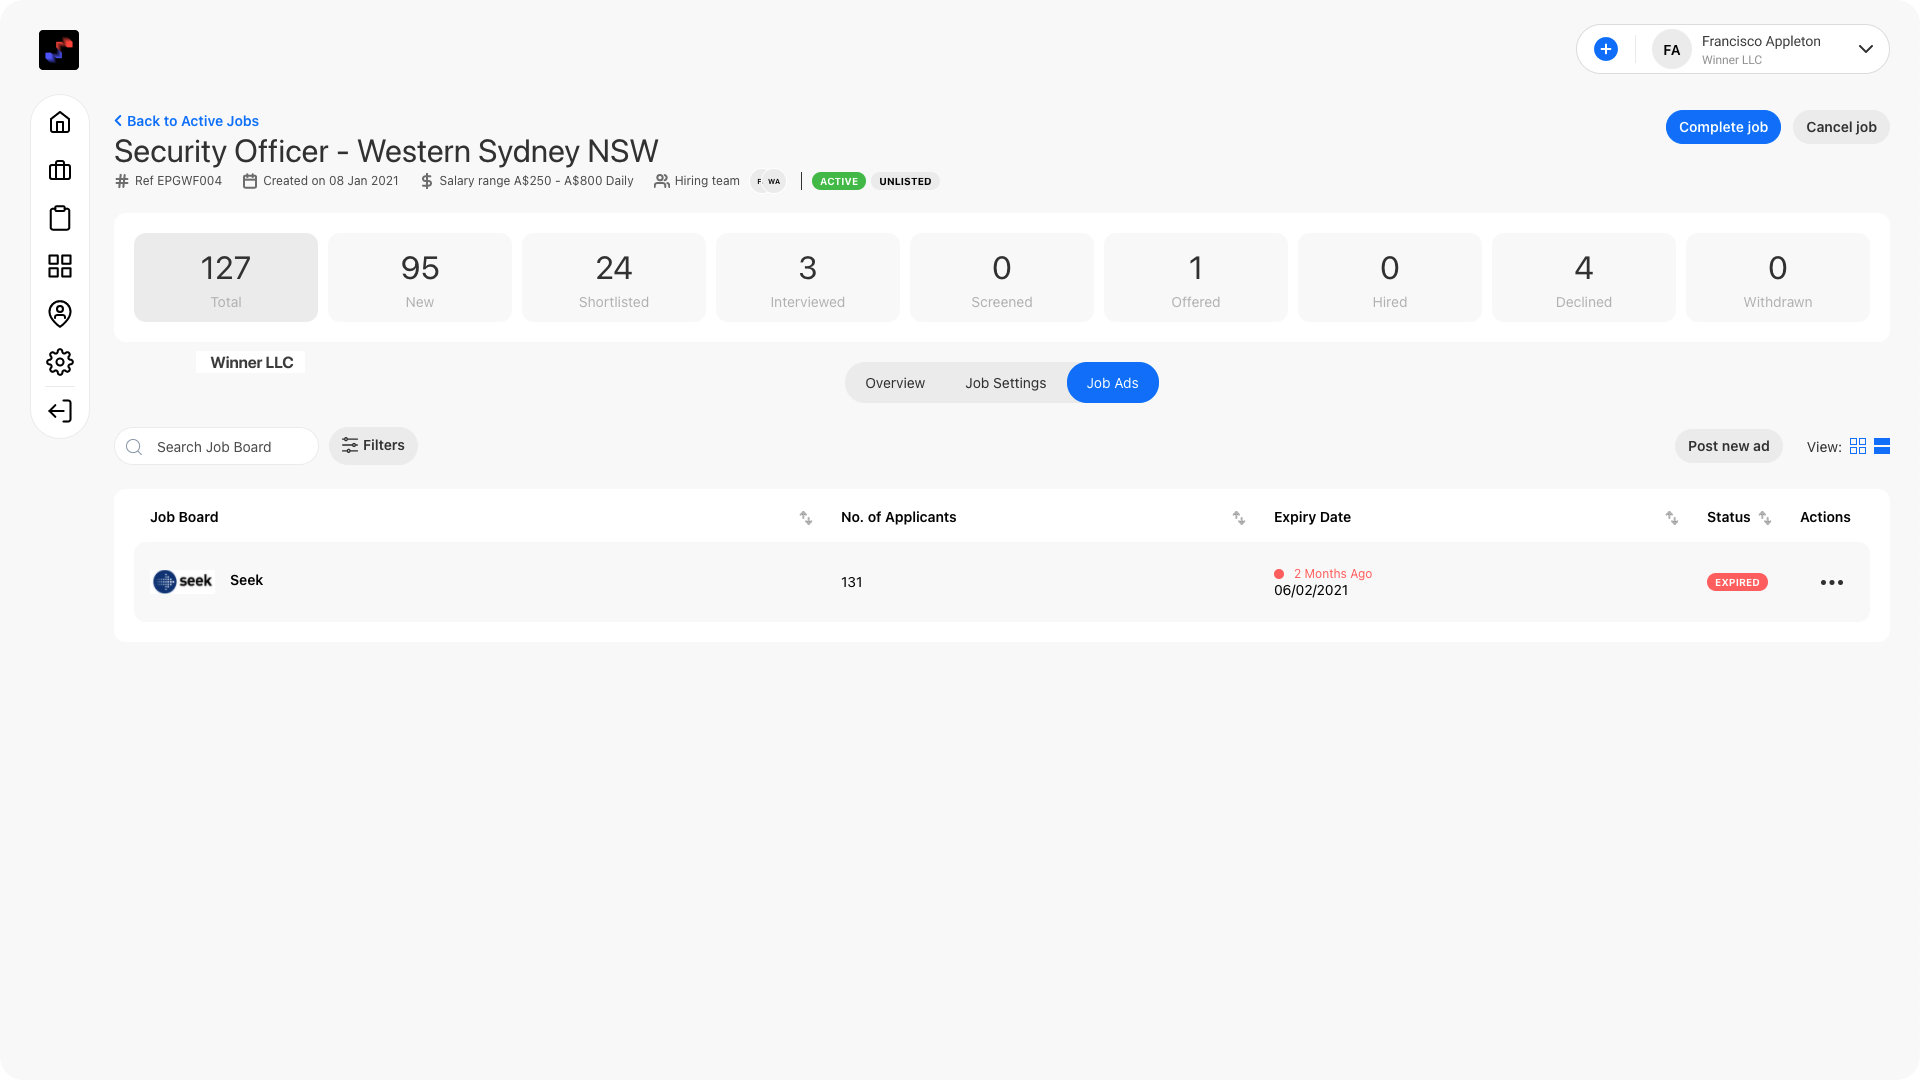 FA
Francisco Appleton
Winner LLC
Back to Active Jobs
Security Officer - Western Sydney NSW
Complete job
Cancel job
Ref EPGWF004
Created on 08 Jan 2021
Salary range A$250 - A$800 Daily
Hiring team
F WA
ACTIVE
UNLISTED
127
Total
95
New
24
Shortlisted
3
Interviewed
0
Screened
1
Offered
0
Hired
4
Declined
0
Withdrawn
Winner LLC
Overview
Job Settings
Job Ads
Search Job Board
Filters
Post new ad
View:
Job Board
No. of Applicants
Expiry Date
Status
Actions
seek
Seek
131
2 Months Ago
06/02/2021
EXPIRED